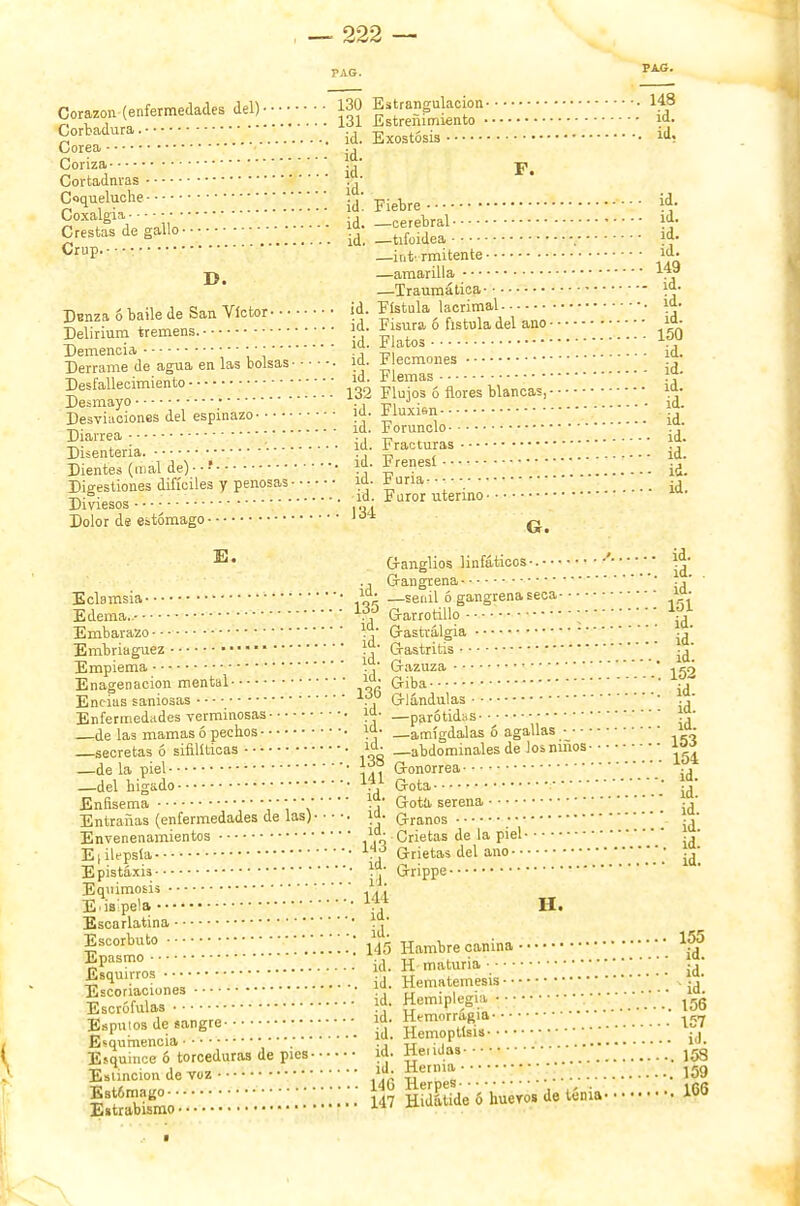 — 222 —
PAG.
Corazon (enfermedades del)........ 130
Corbadura........ 131
Corea........ id.
Coriza........ id.
Cortaduras........ id.
Coqueluche........ id.
Coxalgia........ id.
Crestas de gallo........ id.
Crup........ id.
D.
Danza ó baile de San Víctor........ id.
Delirium tremens........ id.
Demencia........ id.
Derrame de agua en las bolsas...... id.
Desfallecimiento........ id.
Desmayo........ 132
Desviaciones del espinazo........ id.
Diarrea........ id.
Disenteria........ id.
Dientes (mal de)........ id.
Digestiones difíciles y penosas...... id.
Diviesos........ id.
Dolor de estómago........ 134
E.
Eclamsia........ id.
Edema........ 135
Embarazo........ id.
Embriaguez........ id.
Empiema........ id.
Enagenacion mental........ id.
Encias saniosas........ 136
Enfermedades verminosas........ id.
—de las mamas ó pechos........ id.
—secretas ó sifilíticas........ id.
—de la piel........ 138
—del higado........ 141
Enfisema........ id.
Entrañas (enfermedades de las)..... id.
Envenenamientos........ id.
Epilepsía........ 143
Epistáxis........ id.
Equimosis........ id.
Erisipela........ 144
Escarlatina........ id.
Escorbuto........ id.
Epasmo........ 145
Esquirros........ id.
Escoriaciones........ id.
Escrófulas........ id.
Esputos de sangre........ id.
Esquinencia........ id.
Esquince ó torceduras de pies...... id.
Estincion de voz........ id.
Estómago........ 146
Estrabismo........ 147
PAG.
Estrangulacion........ 148
Estreñimiento........ id.
Exostósis........ id.
F.
Fiebre........ id.
—cerebral........ id.
—tifoidea........ id.
—intermitente........ id.
—amarilla........ 149
—Traumática........ id.
Fístula lacrimal........ id.
Fisura ó fistula del ano........ id.
Flatos........ 150
Flecmones........ id.
Flemas........ id.
Flujos ó flores blancas,........ id.
Fluxion........ id.
Forunclo........ id.
Fracturas........ id.
Frenesí........ id.
Furia........ id.
Furor uterino........ id.
G.
Ganglios linfáticos........ id.
Gangrena........ id.
—senil ó gangrena seca........ id.
Garrotillo........ 151
Gastrálgia........ id.
Gastritis........ id.
Gazuza........ id.
Giba........ 152
Glándulas........ id.
—parótidas........ id.
—amígdalas ó agallas........ id.
—abdominales de los niños........ 153
Gonorrea........ 154
Gota........ id.
Gota serena........ id.
Granos........ id.
Crietas de la piel........ id.
Grietas del ano........ id.
Grippe........ id.
H.
Hambre canina........ 155
Hematuria........ id.
Hematemesis........ id.
Hemiplegia........ id.
Hemorrágia........ 156
Hemoptísis........ 157
Heridas........ id.
Hernia........ 158
Herpes........ 159
Hidátide ó huevos de ténia........ 166